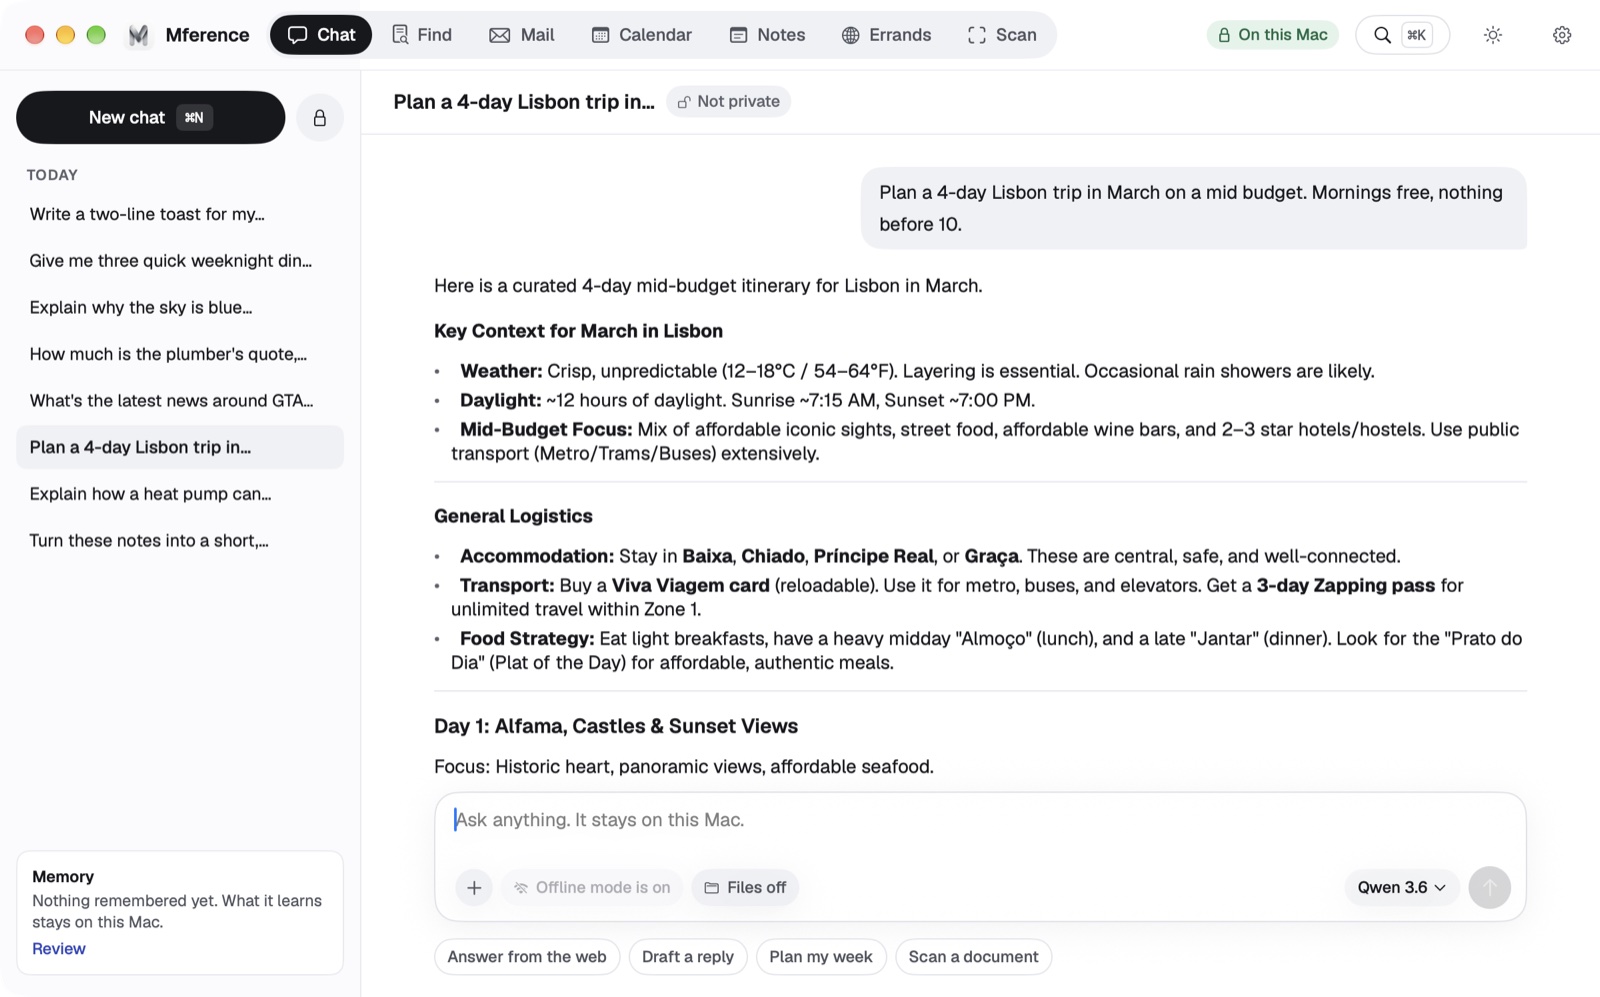 Mference
Chat
Find
Mail
Calendar
Notes
Errands
Scan
On this Mac
⌘K
New chat ⌘N
TODAY
Write a two-line toast for my...
Give me three quick weeknight din...
Explain why the sky is blue...
How much is the plumber's quote,...
What's the latest news around GTA...
Plan a 4-day Lisbon trip in...
Explain how a heat pump can...
Turn these notes into a short,...
Memory
Nothing remembered yet. What it learns
stays on this Mac.
Review
Plan a 4-day Lisbon trip in...
Not private
Plan a 4-day Lisbon trip in March on a mid budget. Mornings free, nothing
before 10.
Here is a curated 4-day mid-budget itinerary for Lisbon in March.
Key Context for March in Lisbon
• Weather: Crisp, unpredictable (12–18°C / 54–64°F). Layering is essential. Occasional rain showers are likely.
• Daylight: ~12 hours of daylight. Sunrise ~7:15 AM, Sunset ~7:00 PM.
• Mid-Budget Focus: Mix of affordable iconic sights, street food, affordable wine bars, and 2–3 star hotels/hostels. Use public
transport (Metro/Trams/Buses) extensively.
General Logistics
• Accommodation: Stay in Baixa, Chiado, Príncipe Real, or Graça. These are central, safe, and well-connected.
• Transport: Buy a Viva Viagem card (reloadable). Use it for metro, buses, and elevators. Get a 3-day Zapping pass for
unlimited travel within Zone 1.
• Food Strategy: Eat light breakfasts, have a heavy midday "Almoço" (lunch), and a late "Jantar" (dinner). Look for the "Prato do
Dia" (Plat of the Day) for affordable, authentic meals.
Day 1: Alfama, Castles & Sunset Views
Focus: Historic heart, panoramic views, affordable seafood.
Ask anything. It stays on this Mac.
Offline mode is on
Files off
Qwen 3.6
Answer from the web
Draft a reply
Plan my week
Scan a document